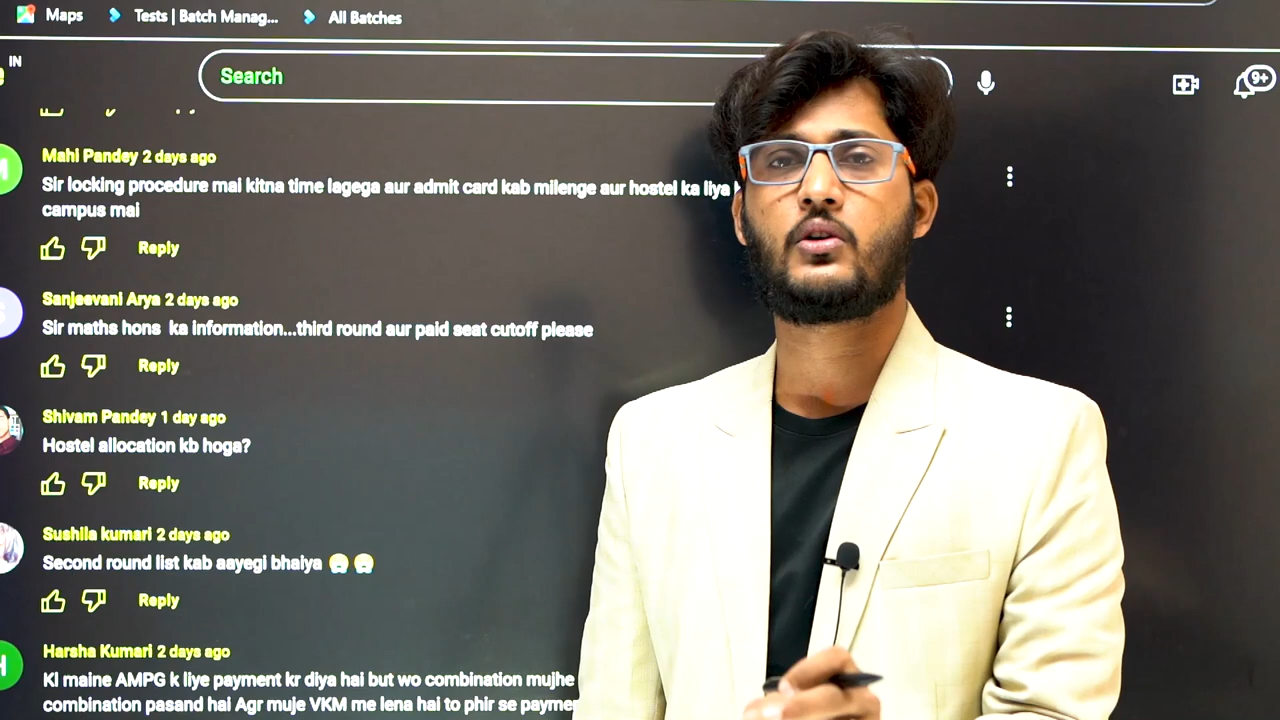 Maps
Tests | Batch Manag...
All Batches
IN
Search
9+
Mahi Pandey 2 days ago
Sir locking procedure mai kitna time lagega aur admit card kab milenge aur hostel ka liya
campus mai
Reply
Sanjeevani Arya 2 days ago
Sir maths hons ka information...third round aur paid seat cutoff please
Reply
Shivam Pandey 1 day ago
Hostel allocation kb hoga?
Reply
Sushila kumari 2 days ago
Second round list kab aayegi bhaiya 😭 😭
Reply
H
Harsha Kumari 2 days ago
KI maine AMPG k liye payment kr diya hai but wo combination mujhe
combination pasand hai Agr muje VKM me lena hai to phir se payme